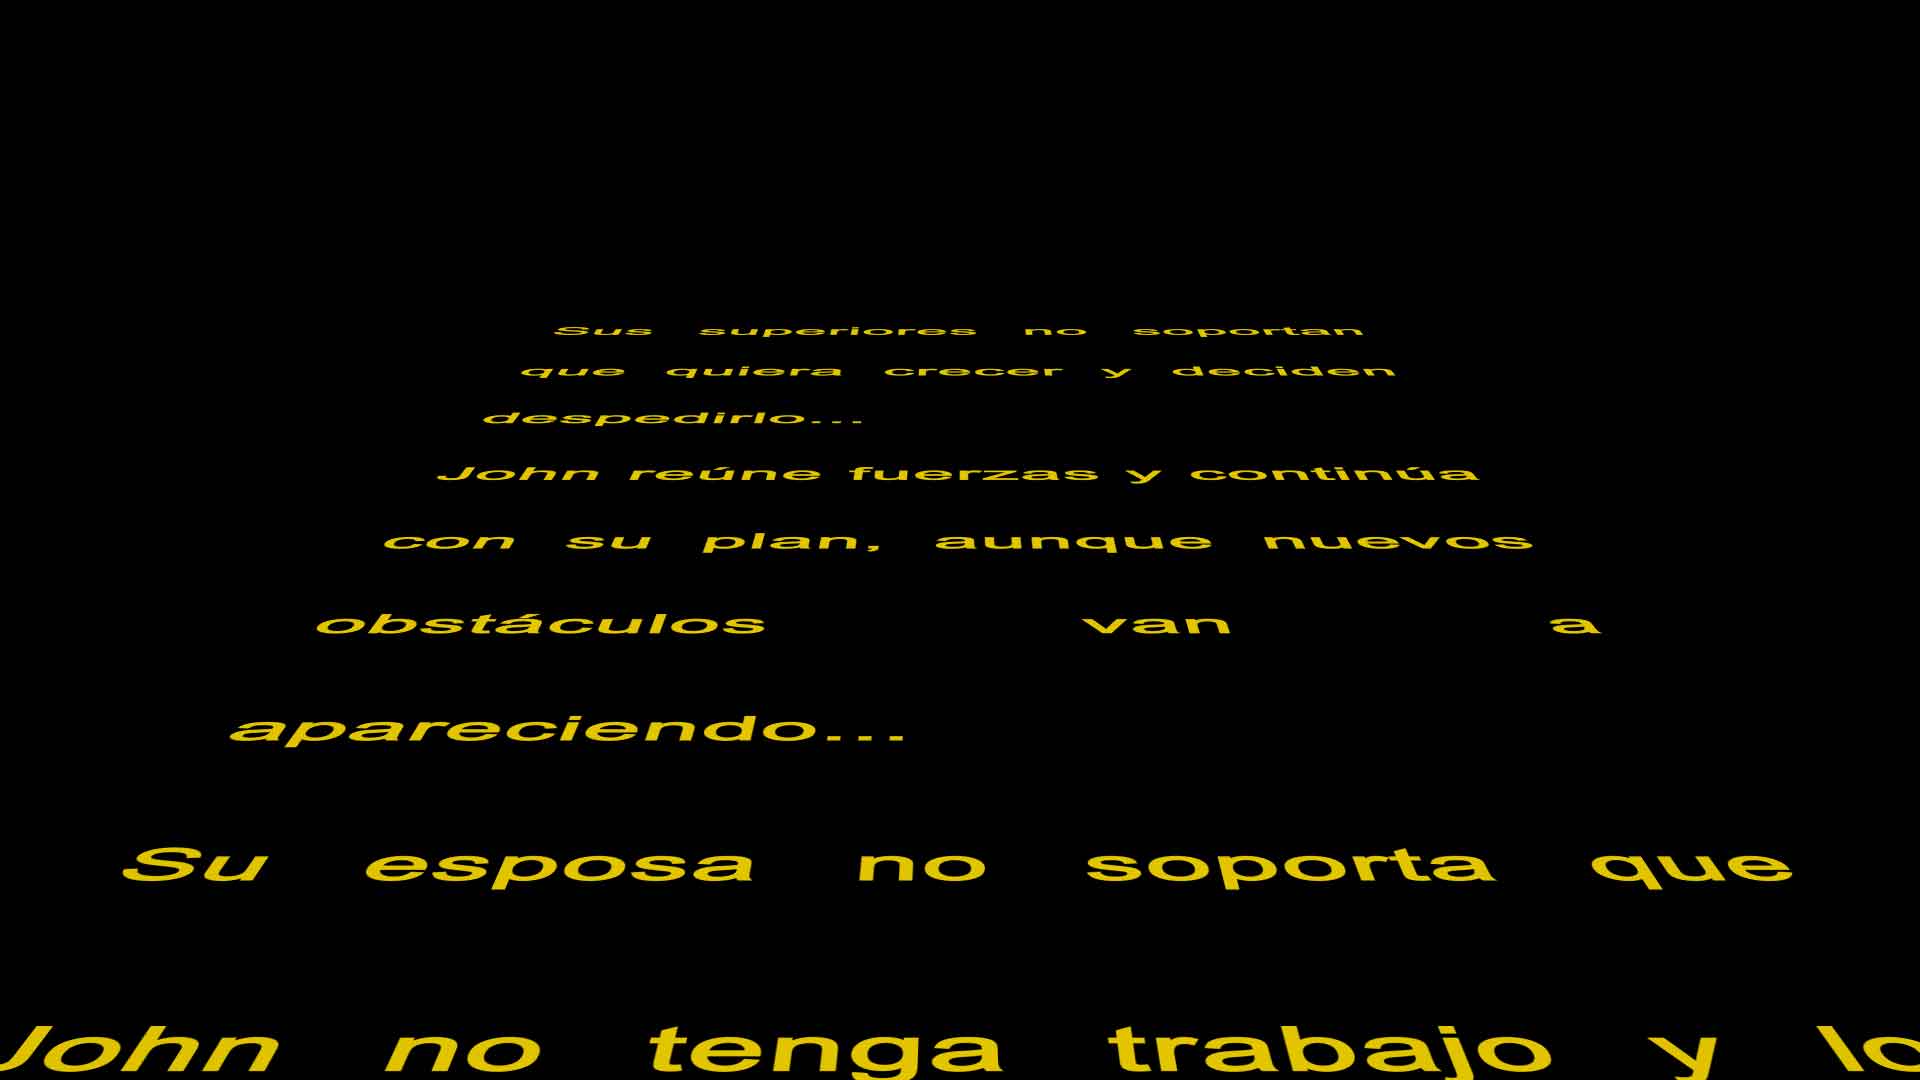 Sus superiores no soportan
que quiera crecer y deciden
despedirlo...
John reúne fuerzas y continúa
con su plan, aunque nuevos
obstáculos van a
apareciendo...
Su esposa no soporta que
John no tenga trabajo y lo